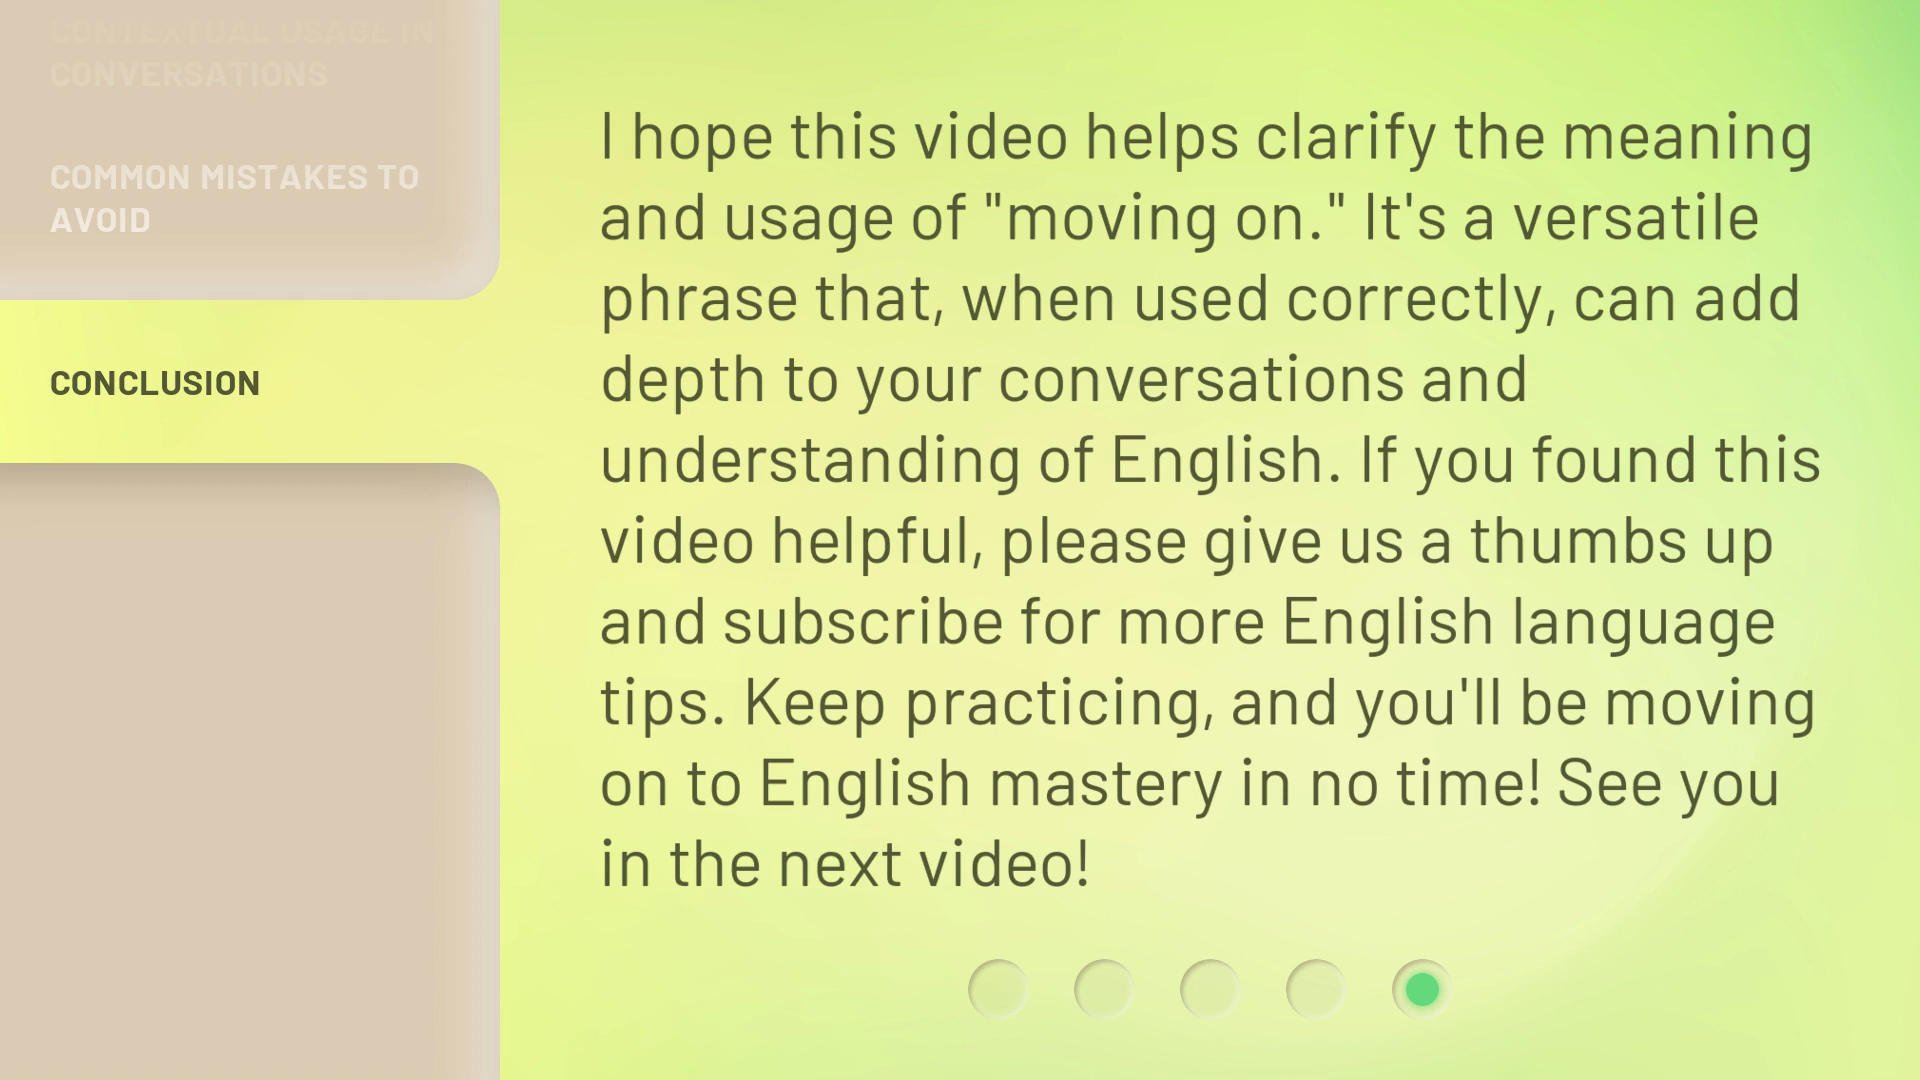 CONTEXTUAL USAGE IN
CONVERSATIONS
COMMON MISTAKES TO
AVOID
CONCLUSION
I hope this video helps clarify the meaning
and usage of "moving on." It's a versatile
phrase that, when used correctly, can add
depth to your conversations and
understanding of English. If you found this
video helpful, please give us a thumbs up
and subscribe for more English language
tips. Keep practicing, and you'll be moving
on to English mastery in no time! See you
in the next video!